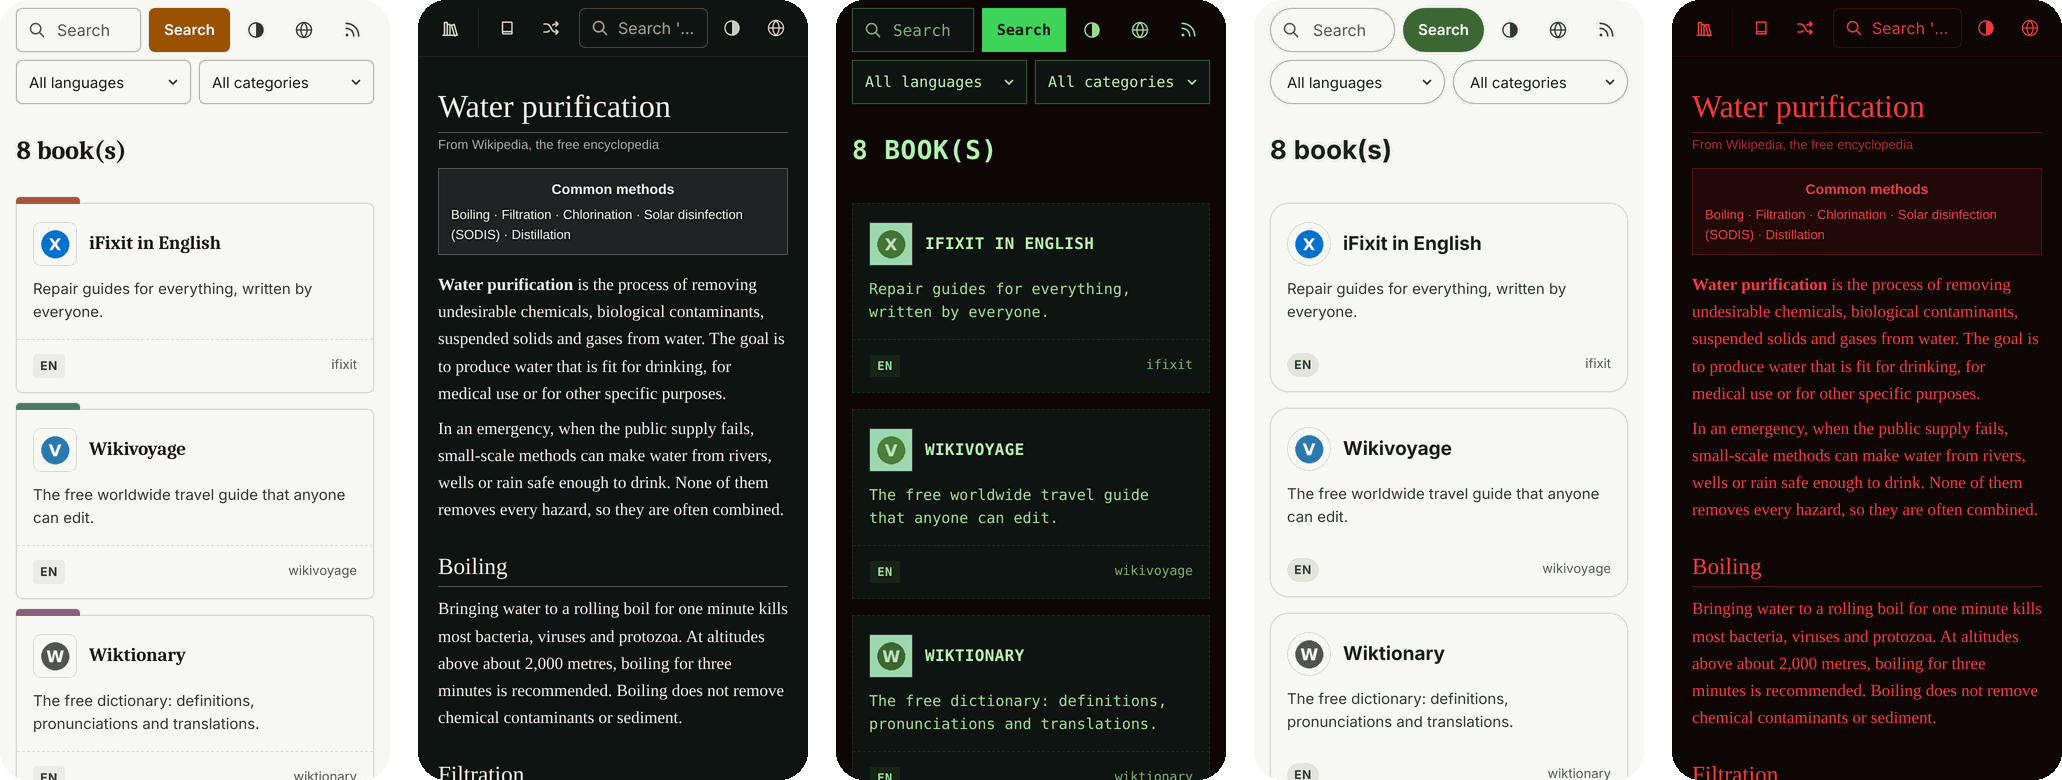 Search
Search
All languages
All categories
8 book(s)
iFixit in English
Repair guides for everything, written by
everyone.
EN
ifixit
Wikivoyage
The free worldwide travel guide that anyone
can edit.
EN
wikivoyage
Wiktionary
The free dictionary: definitions,
pronunciations and translations.
EN
wiktionary
Search '...
Water purification
From Wikipedia, the free encyclopedia
Common methods
Boiling · Filtration · Chlorination · Solar disinfection
(SODIS) · Distillation
Water purification is the process of removing
undesirable chemicals, biological contaminants,
suspended solids and gases from water. The goal is
to produce water that is fit for drinking, for
medical use or for other specific purposes.
In an emergency, when the public supply fails,
small-scale methods can make water from rivers,
wells or rain safe enough to drink. None of them
removes every hazard, so they are often combined.
Boiling
Bringing water to a rolling boil for one minute kills
most bacteria, viruses and protozoa. At altitudes
above about 2,000 metres, boiling for three
minutes is recommended. Boiling does not remove
chemical contaminants or sediment.
Filtration
Search
Search
All languages
All categories
8 BOOK(S)
X
IFIXIT IN ENGLISH
Repair guides for everything,
written by everyone.
EN
ifixit
V
WIKIVOYAGE
The free worldwide travel guide
that anyone can edit.
EN
wikivoyage
W
WIKTIONARY
The free dictionary: definitions,
pronunciations and translations.
EN
wiktionary
Search
Search
All languages
All categories
8 book(s)
X
iFixit in English
Repair guides for everything, written by
everyone.
EN
ifixit
V
Wikivoyage
The free worldwide travel guide that anyone
can edit.
EN
wikivoyage
W
Wiktionary
The free dictionary: definitions,
pronunciations and translations.
EN
wiktionary
Search '...
Water purification
From Wikipedia, the free encyclopedia
Common methods
Boiling · Filtration · Chlorination · Solar disinfection
(SODIS) · Distillation
Water purification is the process of removing
undesirable chemicals, biological contaminants,
suspended solids and gases from water. The goal is
to produce water that is fit for drinking, for
medical use or for other specific purposes.
In an emergency, when the public supply fails,
small-scale methods can make water from rivers,
wells or rain safe enough to drink. None of them
removes every hazard, so they are often combined.
Boiling
Bringing water to a rolling boil for one minute kills
most bacteria, viruses and protozoa. At altitudes
above about 2,000 metres, boiling for three
minutes is recommended. Boiling does not remove
chemical contaminants or sediment.
Filtration